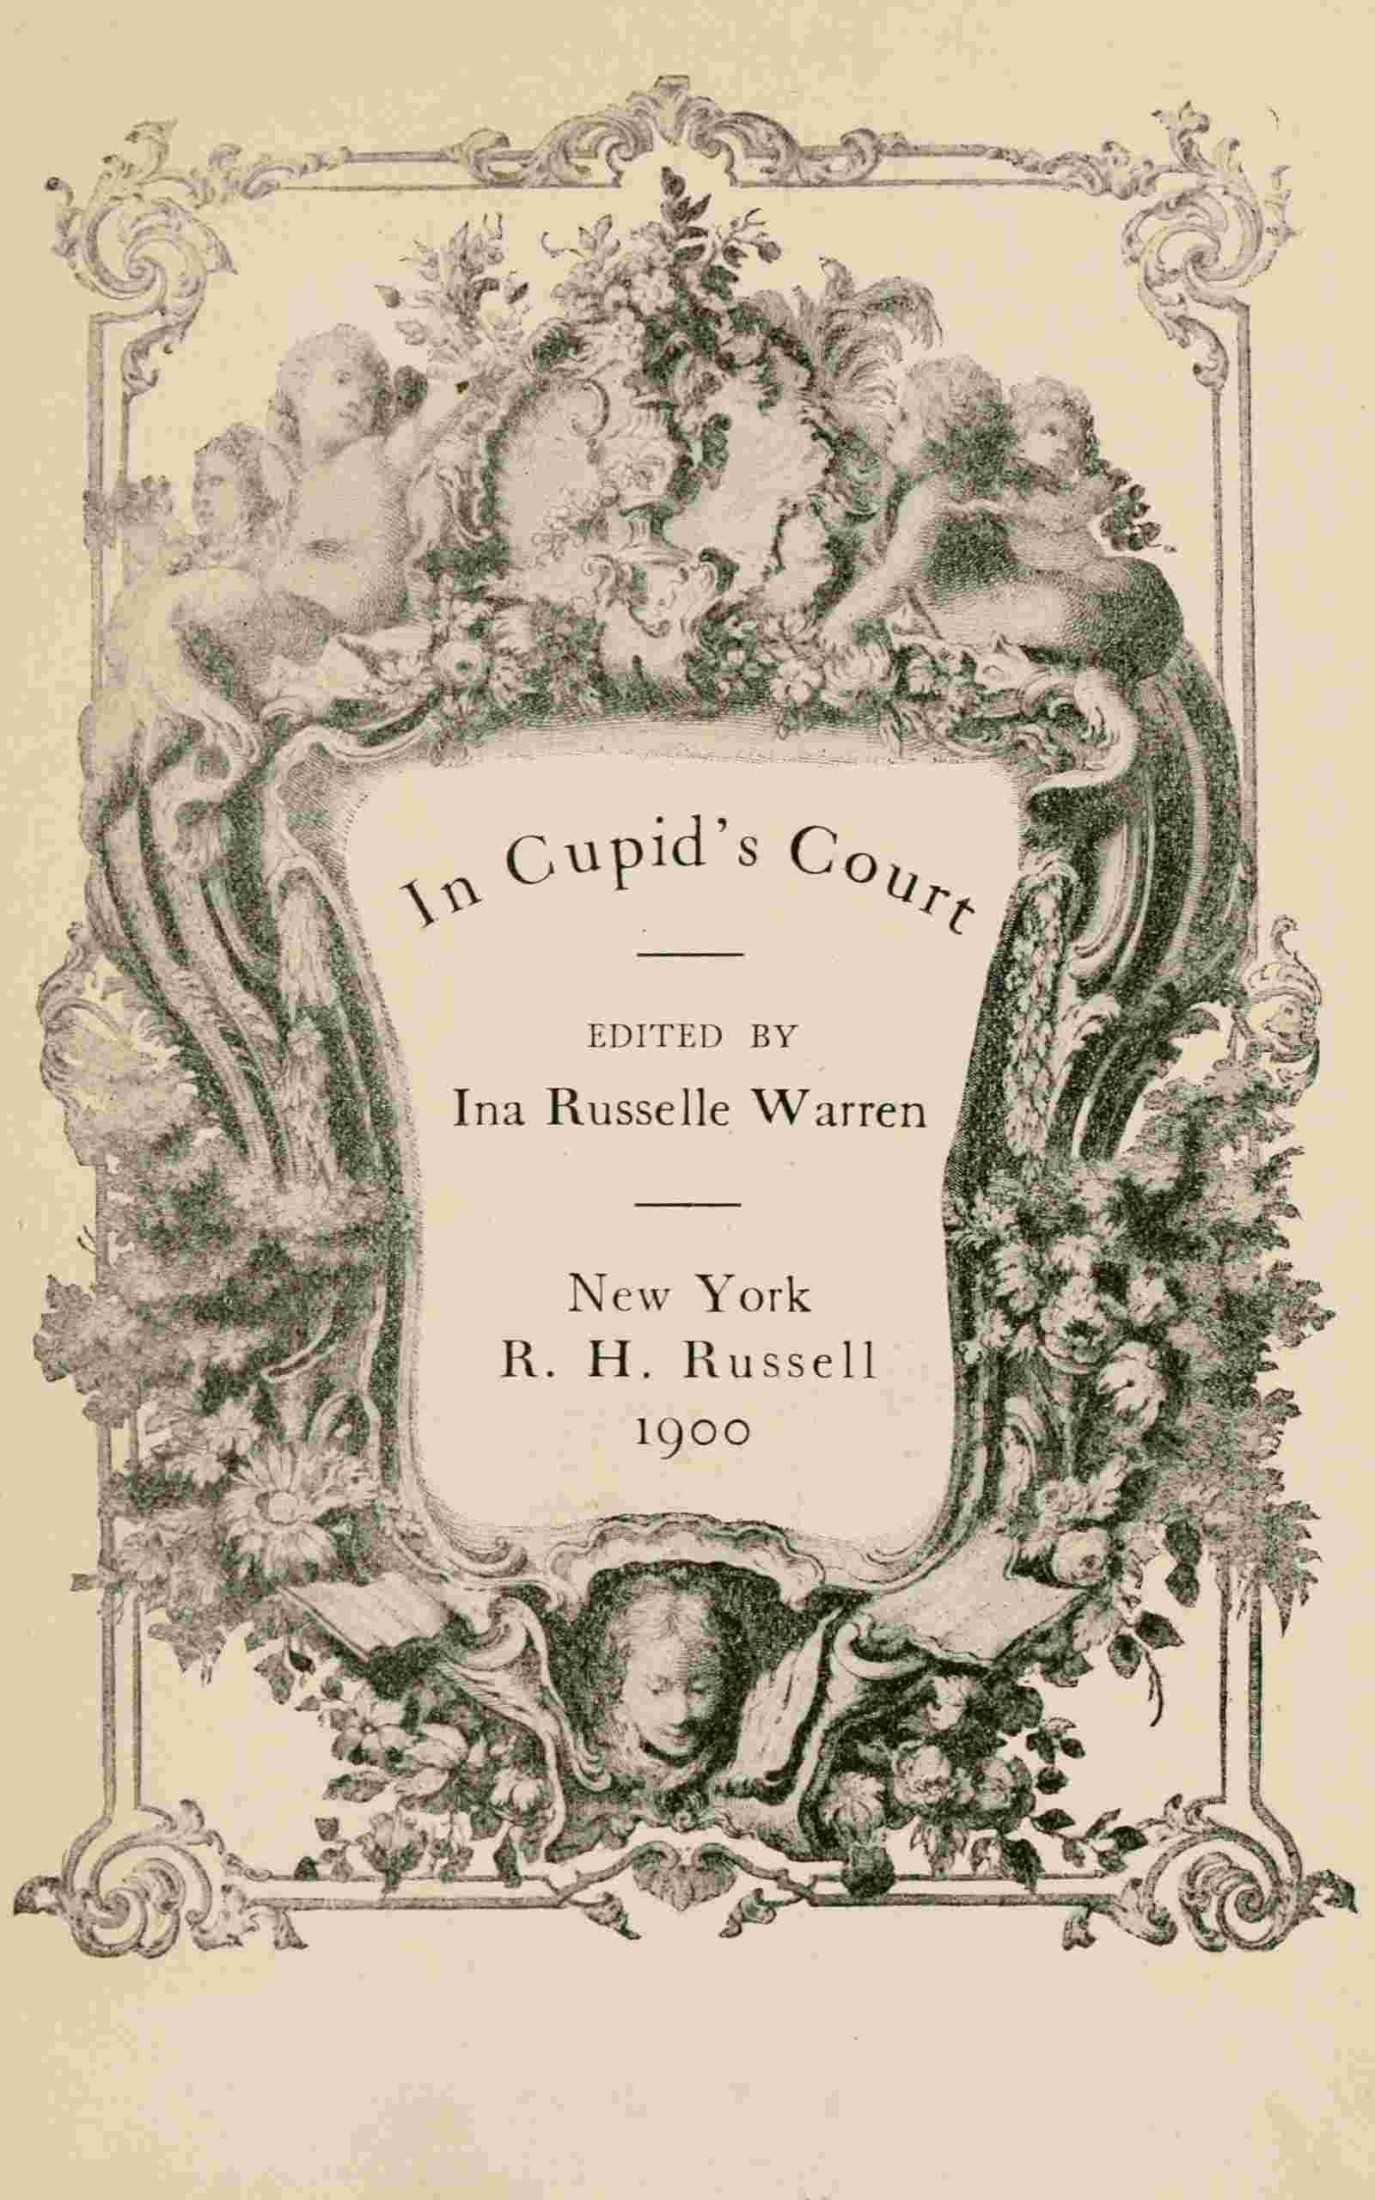 In Cupid's Court
EDITED BY
Ina Russelle Warren
New York
R. H. Russell
1900